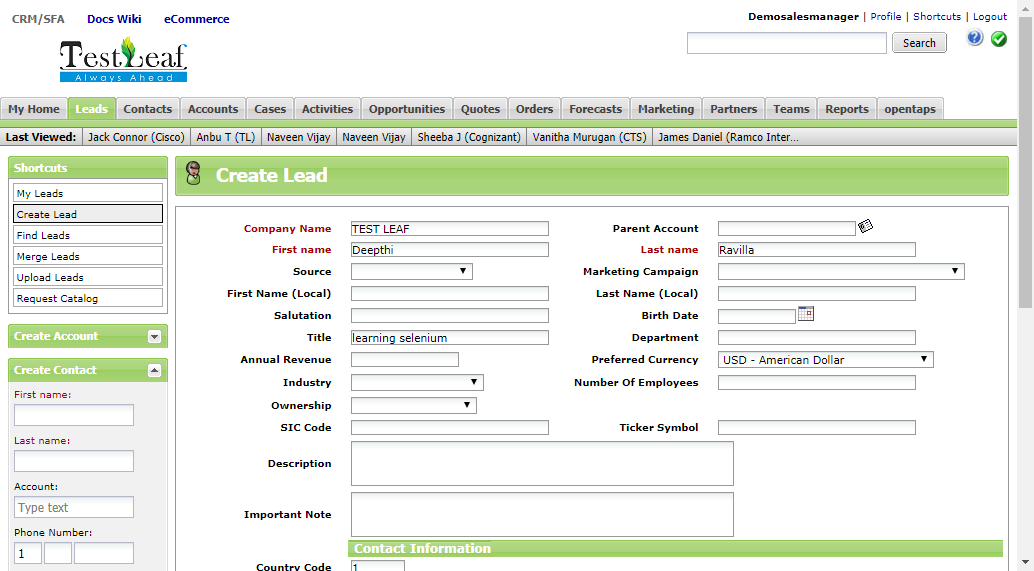 CRM/SFA Docs Wiki eCommerce
Demosalesmanager | Profile | Shortcuts | Logout
Search
TestLeaf
Always Ahead
My Home Leads Contacts Accounts Cases Activities Opportunities Quotes Orders Forecasts Marketing Partners Teams Reports opentaps
Last Viewed: Jack Connor (Cisco) Anbu T (TL) Naveen Vijay Naveen Vijay Sheeba J (Cognizant) Vanitha Murugan (CTS) James Daniel (Ramco Inter...
Shortcuts
My Leads
Create Lead
Find Leads
Merge Leads
Upload Leads
Request Catalog
Create Account
Create Contact
First name:
Last name:
Account:
Type text
Phone Number:
1
Create Lead
Company Name TEST LEAF Parent Account
First name Deepthi Last name Ravilla
Source Marketing Campaign
First Name (Local) Last Name (Local)
Salutation Birth Date
Title learning selenium Department
Annual Revenue Preferred Currency USD - American Dollar
Industry Number Of Employees
Ownership
SIC Code Ticker Symbol
Description
Important Note
Contact Information
Country Code 1